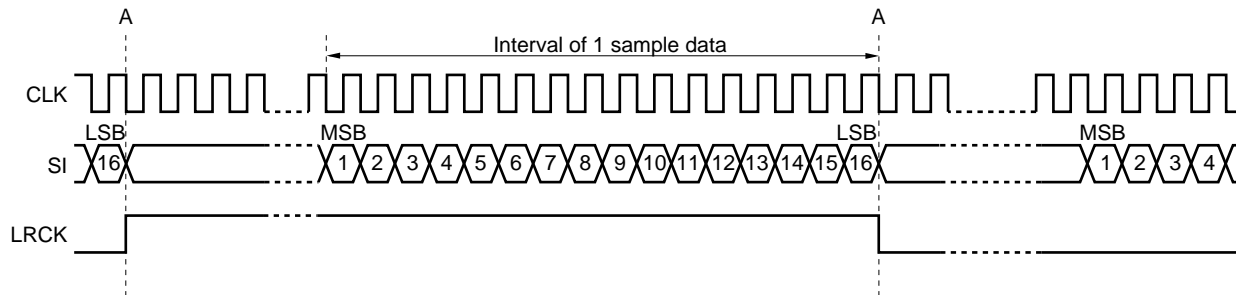 A A
Interval of 1 sample data
CLK
LSB MSB LSB MSB
SI 16 1 2 3 4 5 6 7 8 9 10 11 12 13 14 15 16 1 2 3 4
LRCK